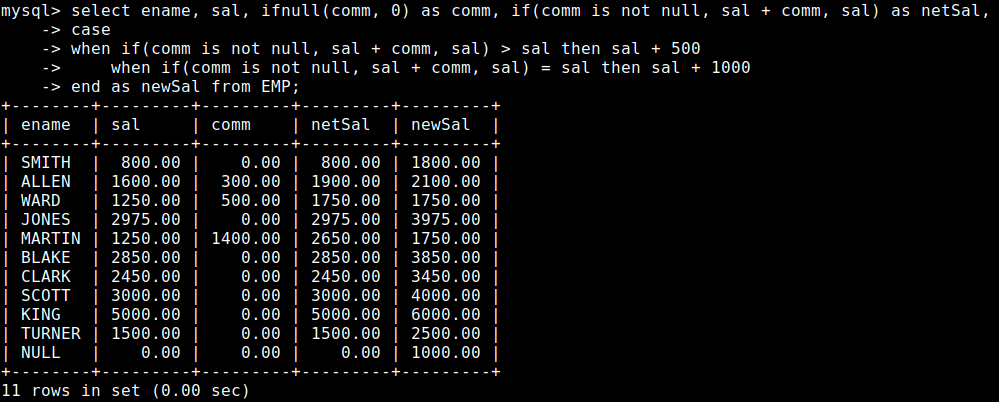 mysql> select ename, sal, ifnull(comm, 0) as comm, if(comm is not null, sal + comm, sal) as netSal,
    -> case
    -> when if(comm is not null, sal + comm, sal) > sal then sal + 500
    ->     when if(comm is not null, sal + comm, sal) = sal then sal + 1000
    -> end as newSal from EMP;
+--------+---------+---------+---------+---------+
| ename  | sal     | comm    | netSal  | newSal  |
+--------+---------+---------+---------+---------+
| SMITH  |  800.00 |    0.00 |  800.00 | 1800.00 |
| ALLEN  | 1600.00 |  300.00 | 1900.00 | 2100.00 |
| WARD   | 1250.00 |  500.00 | 1750.00 | 1750.00 |
| JONES  | 2975.00 |    0.00 | 2975.00 | 3975.00 |
| MARTIN | 1250.00 | 1400.00 | 2650.00 | 1750.00 |
| BLAKE  | 2850.00 |    0.00 | 2850.00 | 3850.00 |
| CLARK  | 2450.00 |    0.00 | 2450.00 | 3450.00 |
| SCOTT  | 3000.00 |    0.00 | 3000.00 | 4000.00 |
| KING   | 5000.00 |    0.00 | 5000.00 | 6000.00 |
| TURNER | 1500.00 |    0.00 | 1500.00 | 2500.00 |
| NULL   |    0.00 |    0.00 |    0.00 | 1000.00 |
+--------+---------+---------+---------+---------+
11 rows in set (0.00 sec)